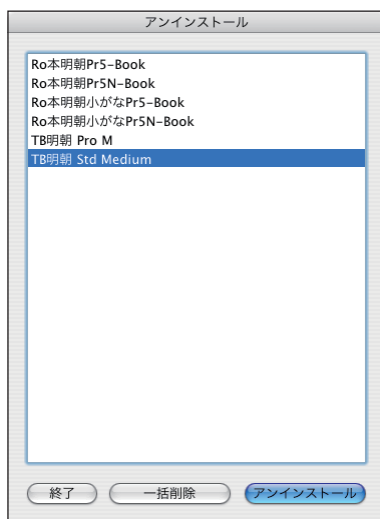 アンインストール
Ro本明朝Pr5-Book
Ro本明朝Pr5N-Book
Ro本明朝小がなPr5-Book
Ro本明朝小がなPr5N-Book
TB明朝 Pro M
TB明朝 Std Medium
終了 一括削除 アンインストール